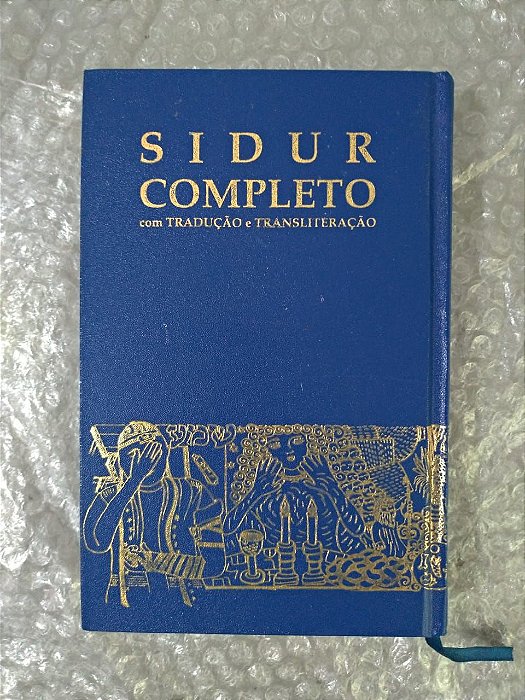 SIDUR
COMPLETO
com TRADUÇÃO e TRANSLITERAÇÃO